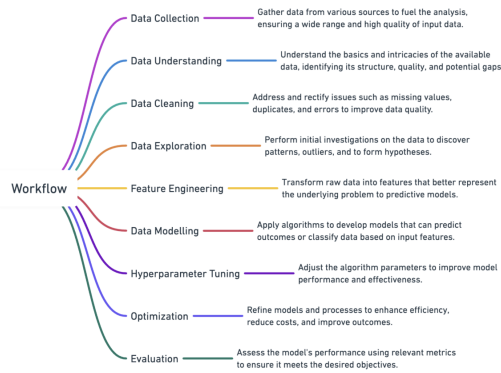 Workflow
Data Collection
Gather data from various sources to fuel the analysis,
ensuring a wide range and high quality of input data.
Data Understanding
Understand the basics and intricacies of the available
data, identifying its structure, quality, and potential gaps
Data Cleaning
Address and rectify issues such as missing values,
duplicates, and errors to improve data quality.
Data Exploration
Perform initial investigations on the data to discover
patterns, outliers, and to form hypotheses.
Feature Engineering
Transform raw data into features that better represent
the underlying problem to predictive models.
Data Modelling
Apply algorithms to develop models that can predict
outcomes or classify data based on input features.
Hyperparameter Tuning
Adjust the algorithm parameters to improve model
performance and effectiveness.
Optimization
Refine models and processes to enhance efficiency,
reduce costs, and improve outcomes.
Evaluation
Assess the model's performance using relevant metrics
to ensure it meets the desired objectives.